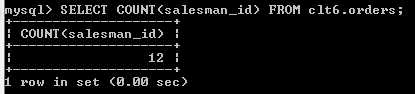 mysql> SELECT COUNT(salesman_id) FROM clt6.orders;
+--------------------+
| COUNT(salesman_id) |
+--------------------+
|                 12 |
+--------------------+
1 row in set (0.00 sec)